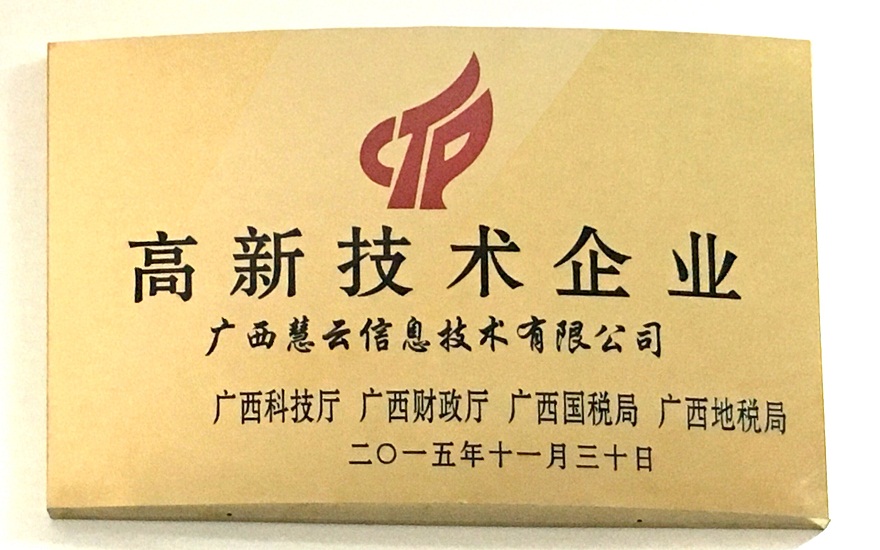 CTP
高新技术企业
广西慧云信息技术有限公司
广西科技厅 广西财政厅 广西国税局 广西地税局
二〇一五年十一月三十日